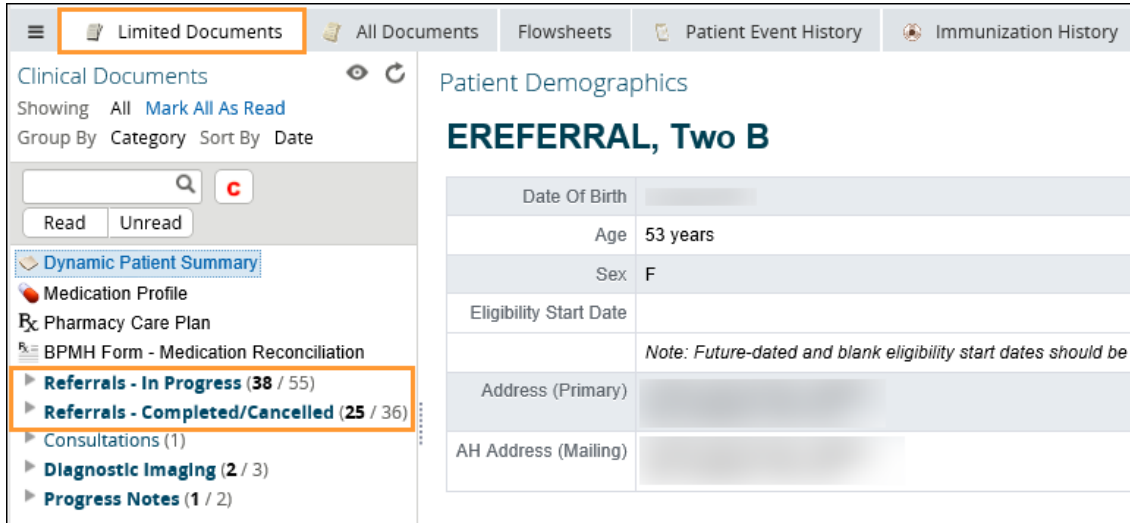 Limited Documents All Documents Flowsheets Patient Event History Immunization History
Clinical Documents
Showing All Mark All As Read
Group By Category Sort By Date
C
Read Unread
Dynamic Patient Summary
Medication Profile
Rx Pharmacy Care Plan
BPMH Form - Medication Reconciliation
Referrals - In Progress (38 / 55)
Referrals - Completed/Cancelled (25 / 36)
Consultations (1)
Diagnostic Imaging (2 / 3)
Progress Notes (1 / 2)
Patient Demographics
EREFERRAL, Two B
Date Of Birth
Age 53 years
Sex F
Eligibility Start Date
Note: Future-dated and blank eligibility start dates should be
Address (Primary)
AH Address (Mailing)